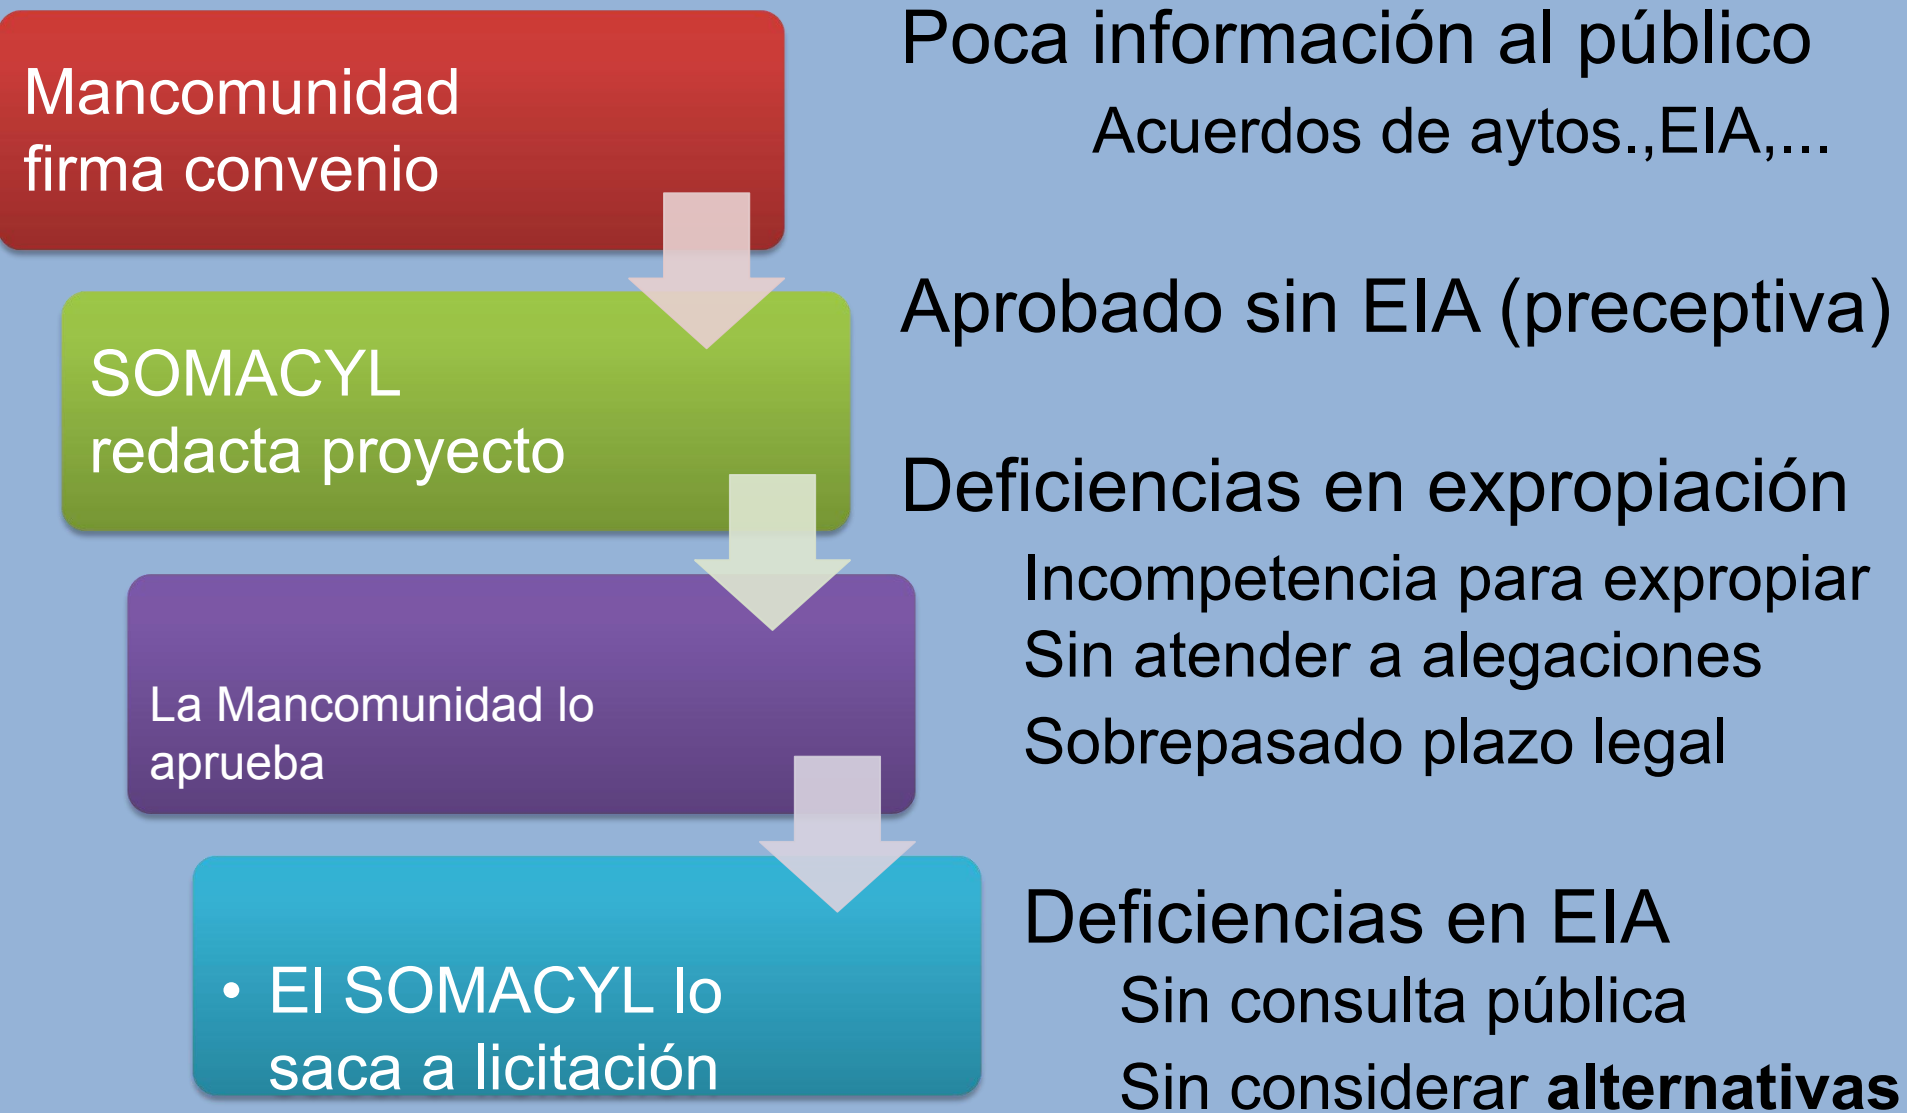 Mancomunidad
firma convenio
SOMACYL
redacta proyecto
La Mancomunidad lo
aprueba
• El SOMACYL lo
saca a licitación
Poca información al público
Acuerdos de aytos.,EIA,...
Aprobado sin EIA (preceptiva)
Deficiencias en expropiación
Incompetencia para expropiar
Sin atender a alegaciones
Sobrepasado plazo legal
Deficiencias en EIA
Sin consulta pública
Sin considerar alternativas